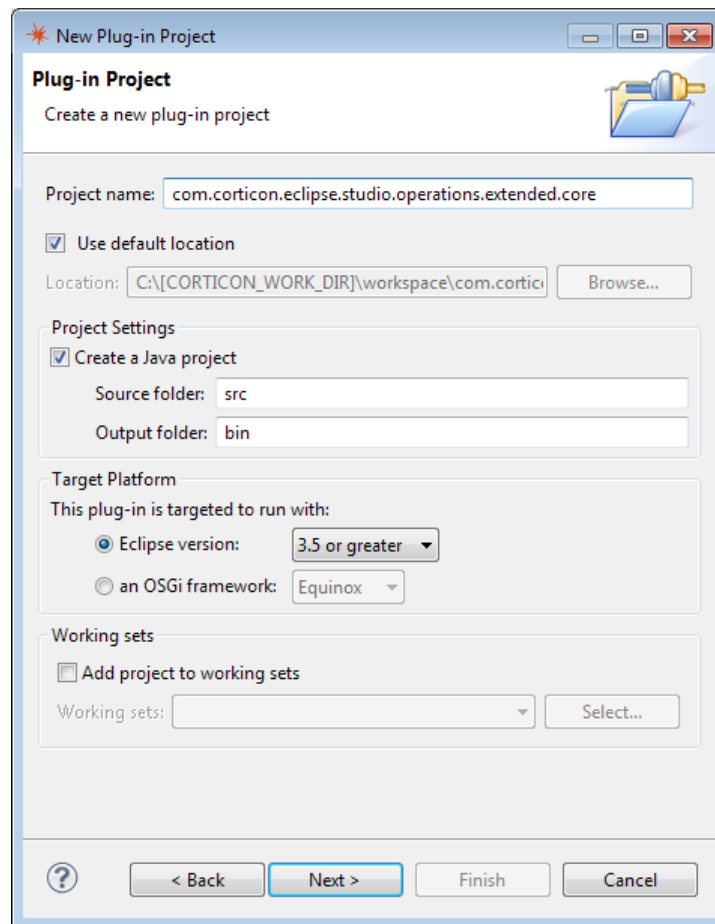 New Plug-in Project
Plug-in Project
Create a new plug-in project
Project name: com.corticon.eclipse.studio.operations.extended.core
Use default location
Location: C:\[CORTICON_WORK_DIR]\workspace\com.cortico Browse...
Project Settings
Create a Java project
Source folder: src
Output folder: bin
Target Platform
This plug-in is targeted to run with:
Eclipse version: 3.5 or greater
an OSGi framework: Equinox
Working sets
Add project to working sets
Working sets: Select...
? < Back Next > Finish Cancel